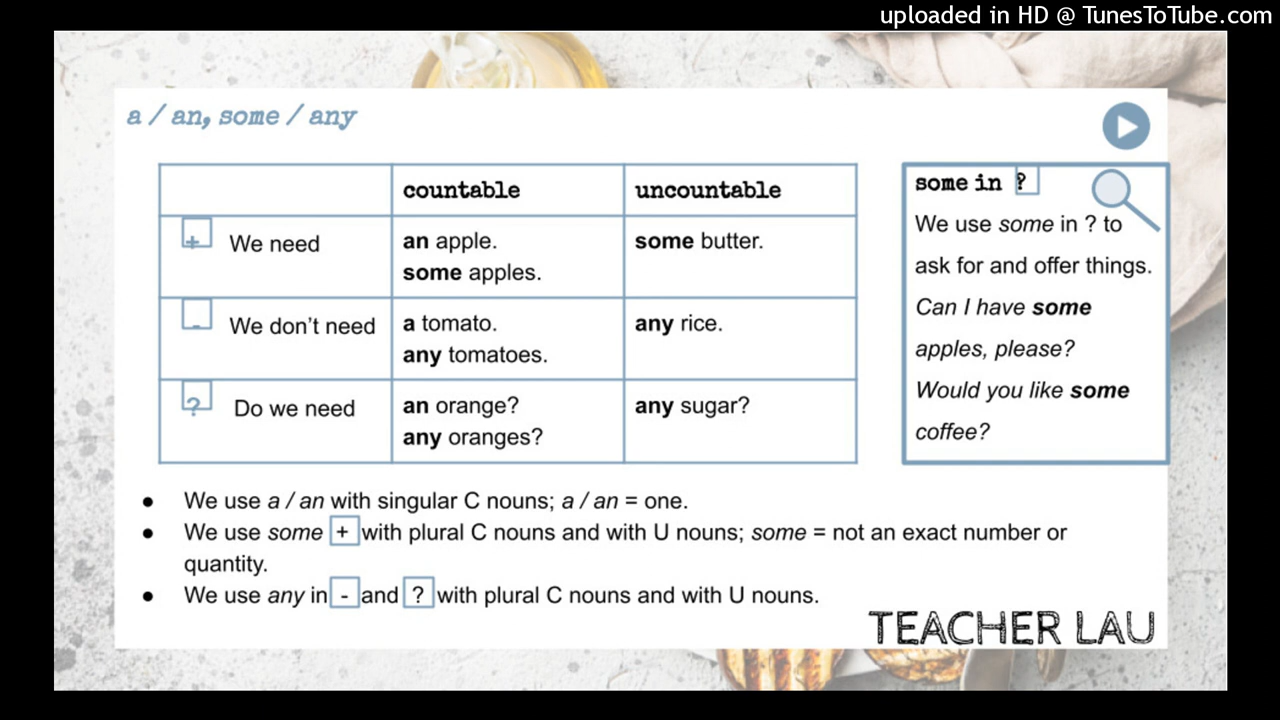 uploaded in HD @ TunesToTube.com
a / an, some / any
countable uncountable
+ We need an apple. some butter.
some apples.
- We don't need a tomato. any rice.
any tomatoes.
? Do we need an orange? any sugar?
any oranges?
some in ?
We use some in ? to
ask for and offer things.
Can I have some
apples, please?
Would you like some
coffee?
● We use a / an with singular C nouns; a / an = one.
● We use some + with plural C nouns and with U nouns; some = not an exact number or
quantity.
● We use any in - and ? with plural C nouns and with U nouns.
TEACHER LAU